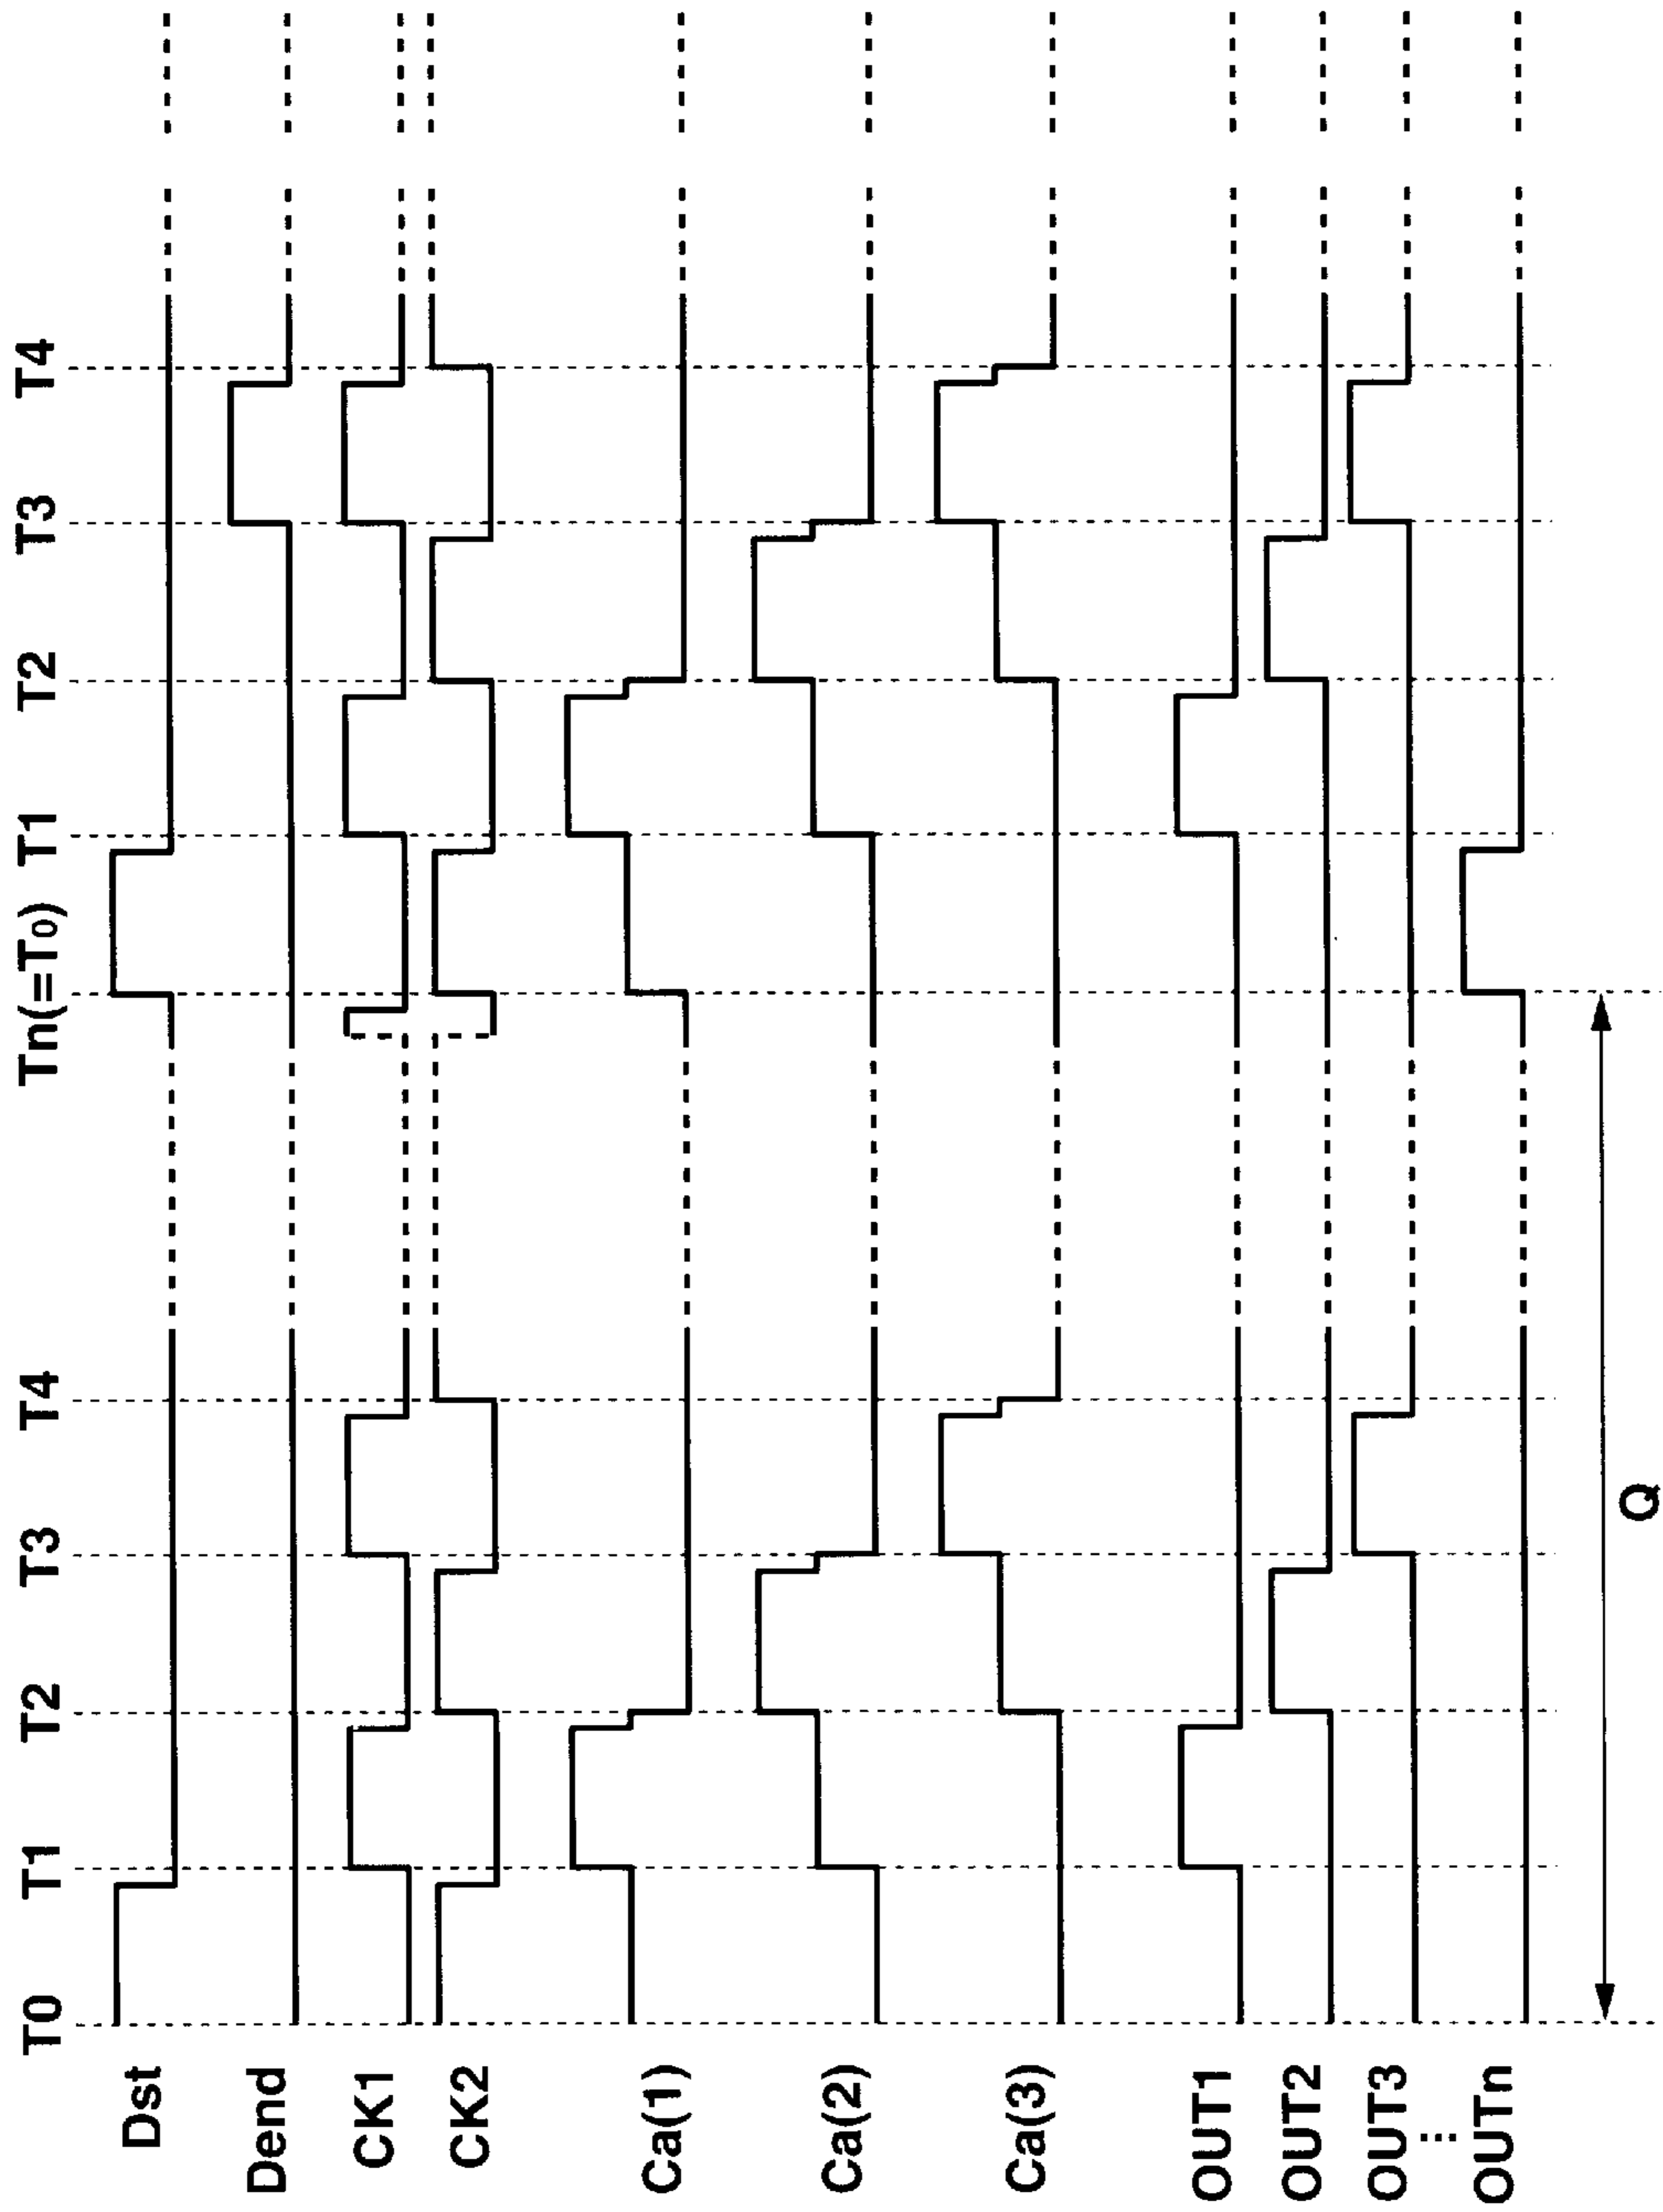 T0 T1 T2 T3 T4 Tn(=T0) T1 T2 T3 T4
Dst
Dend
CK1
CK2
Ca(1)
Ca(2)
Ca(3)
OUT1
OUT2
OUT3
⋮
OUTn
Q